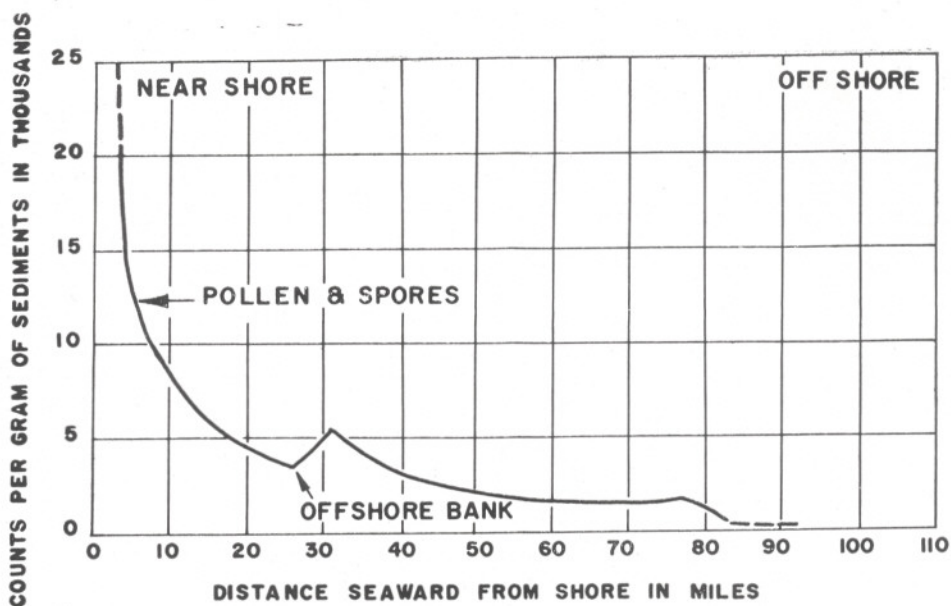 COUNTS PER GRAM OF SEDIMENTS IN THOUSANDS
25
20
15
10
5
0
NEAR SHORE
OFF SHORE
POLLEN & SPORES
OFFSHORE BANK
0 10 20 30 40 50 60 70 80 90 100 110
DISTANCE SEAWARD FROM SHORE IN MILES